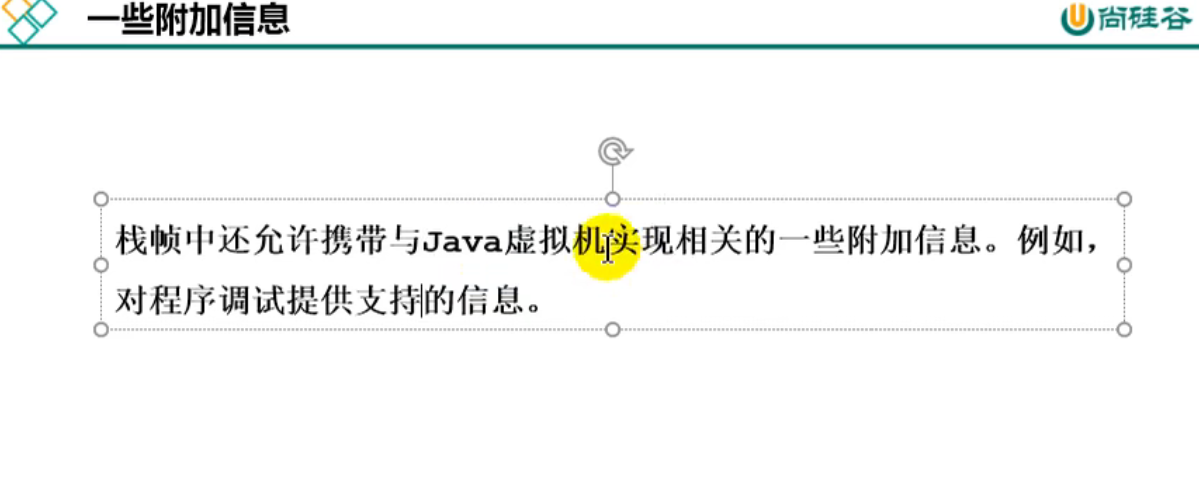 一些附加信息
尚硅谷
栈帧中还允许携带与Java虚拟机实现相关的一些附加信息。例如，
对程序调试提供支持的信息。